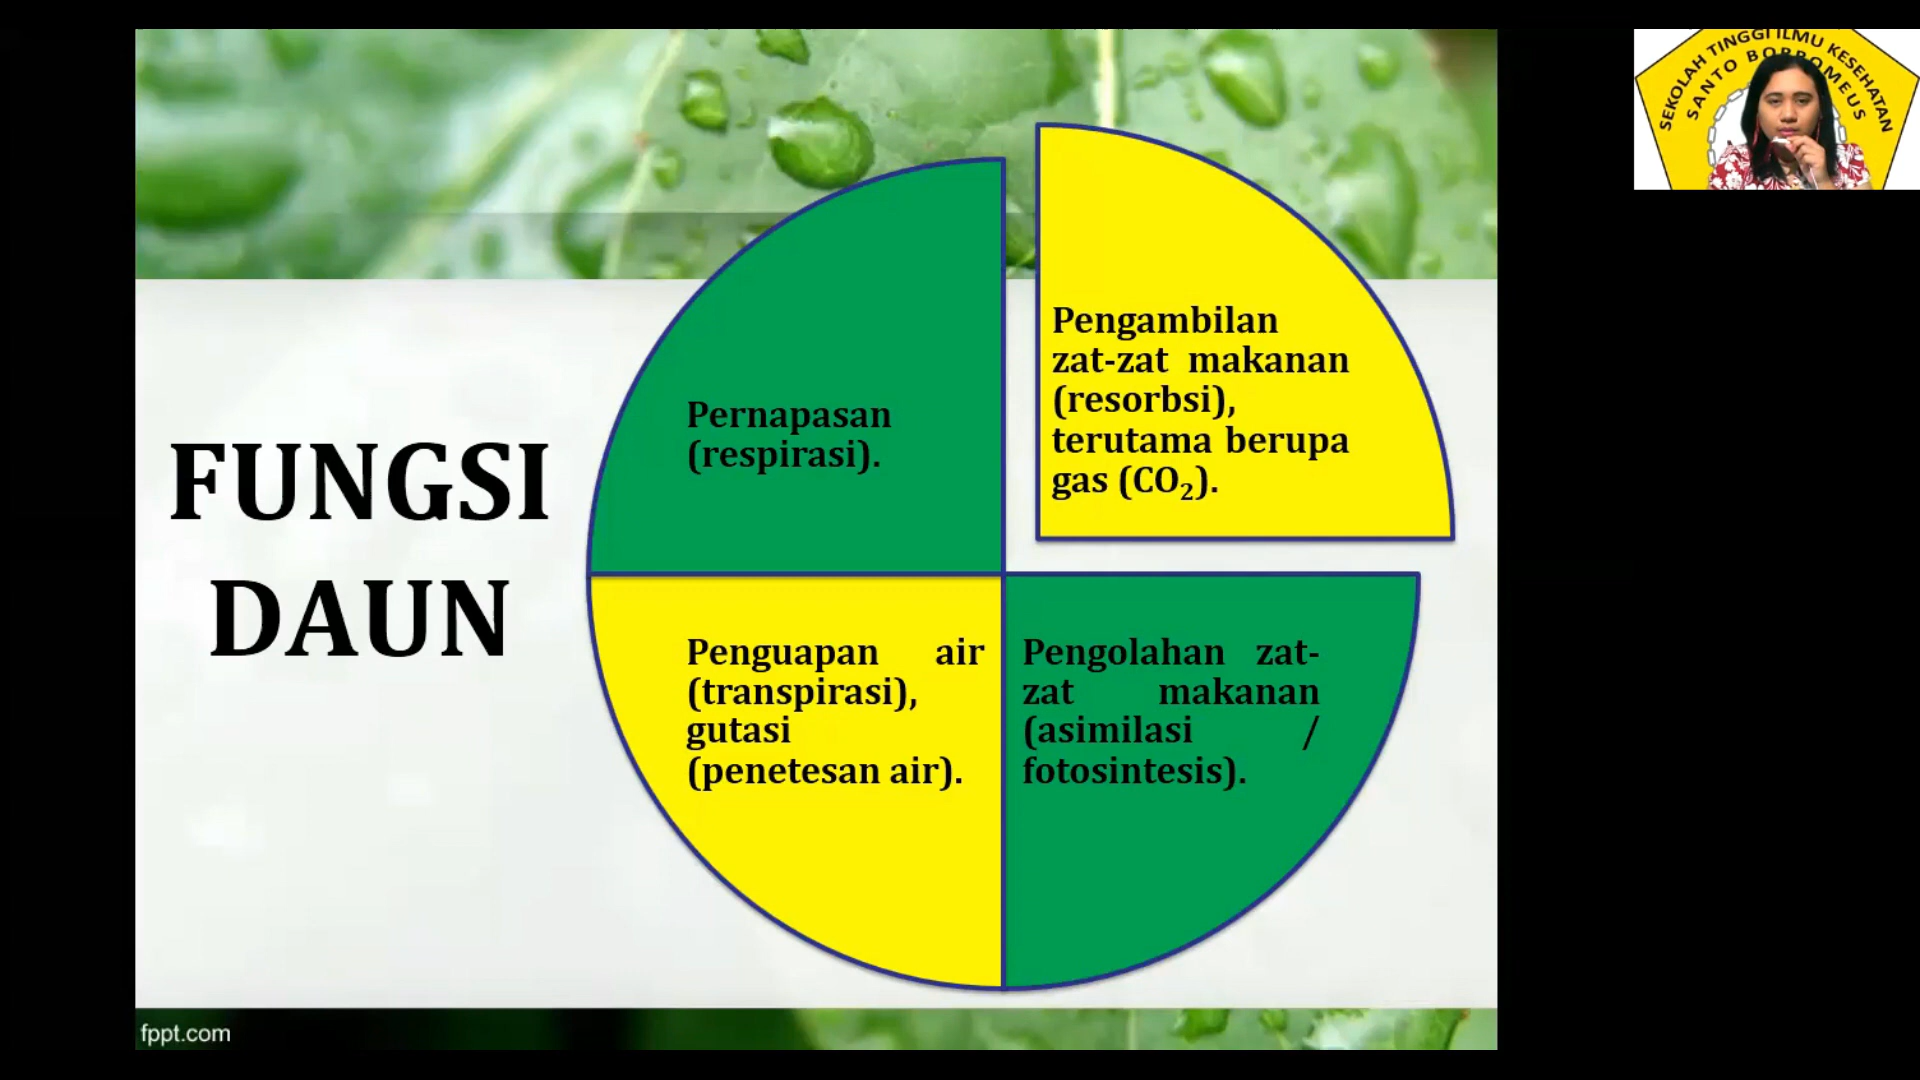 SEKOLAH TINGGI ILMU KESEHATAN
SANTO BORROMEUS
FUNGSI
DAUN
Pernapasan
(respirasi).
Pengambilan
zat-zat makanan
(resorbsi),
terutama berupa
gas (CO₂).
Penguapan air
(transpirasi),
gutasi
(penetesan air).
Pengolahan zat-
zat makanan
(asimilasi /
fotosintesis).
fppt.com